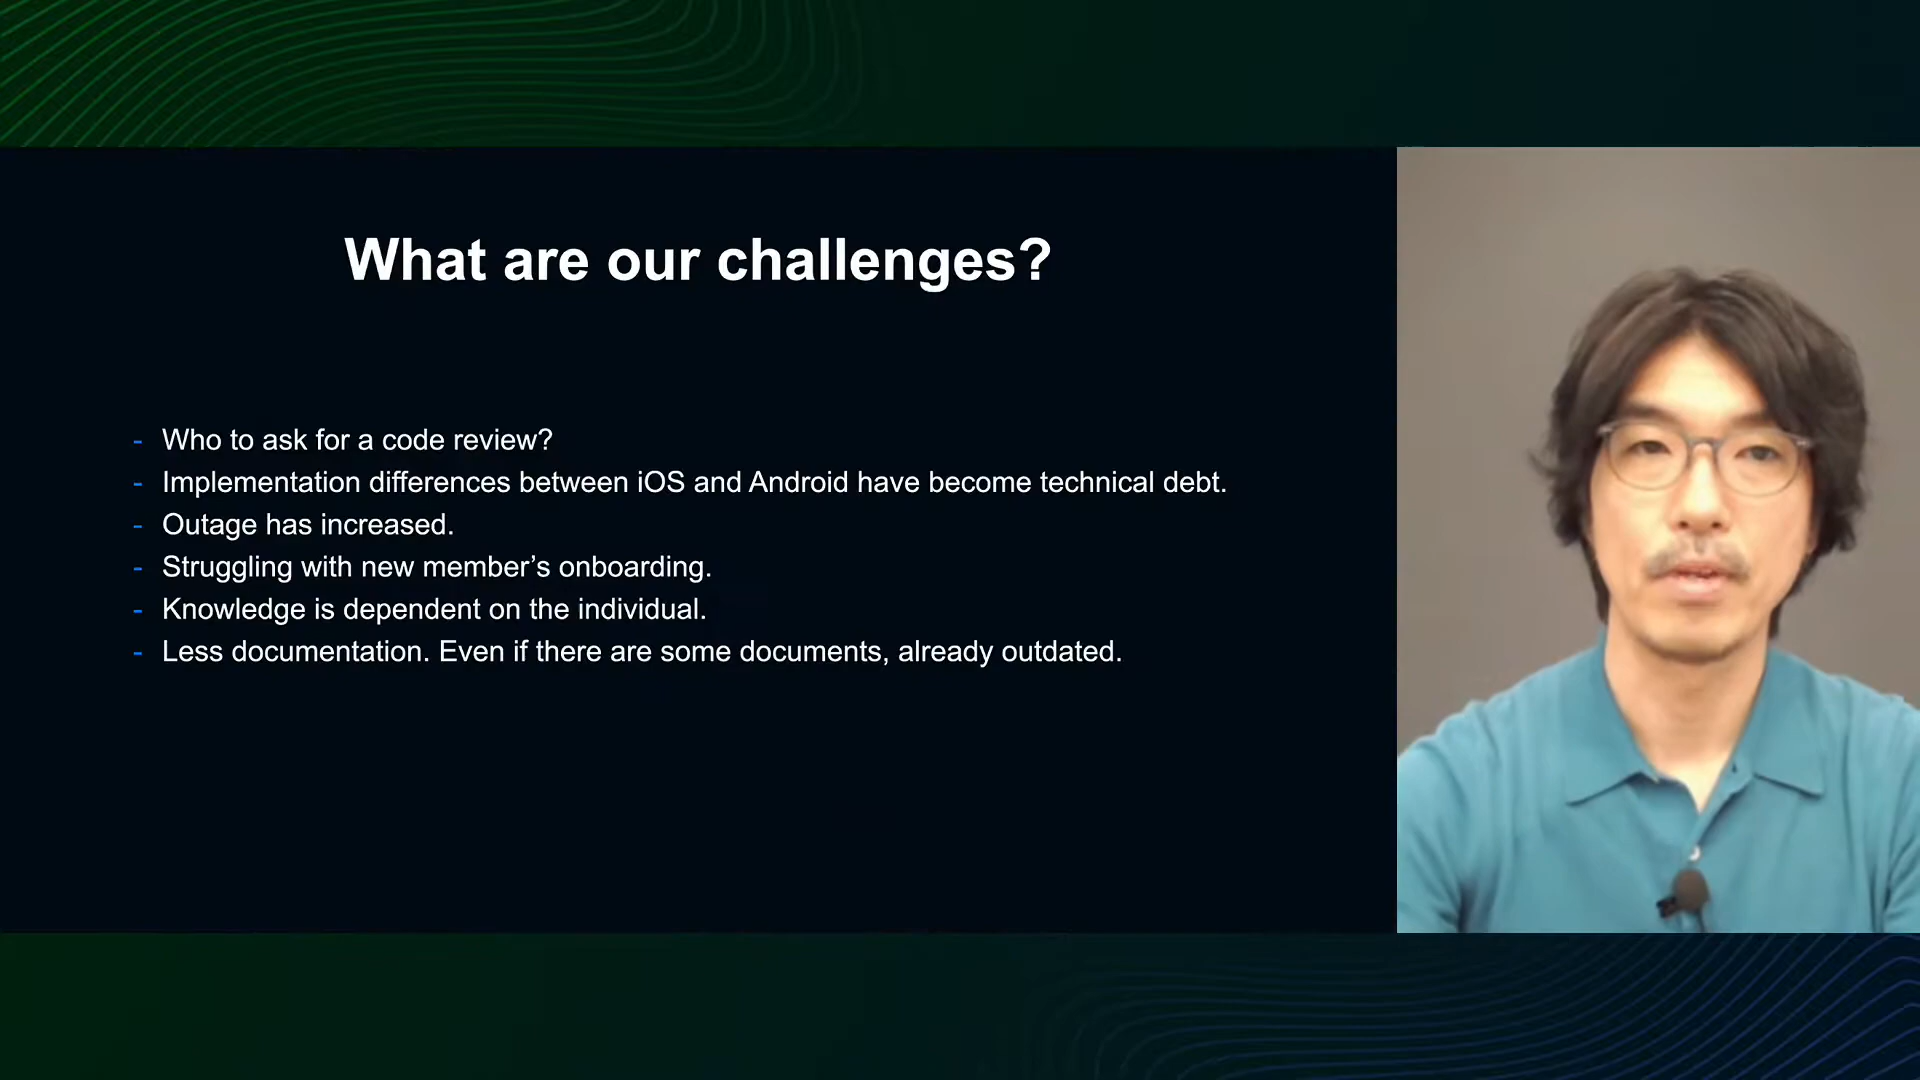 What are our challenges?
- Who to ask for a code review?
- Implementation differences between iOS and Android have become technical debt.
- Outage has increased.
- Struggling with new member’s onboarding.
- Knowledge is dependent on the individual.
- Less documentation. Even if there are some documents, already outdated.